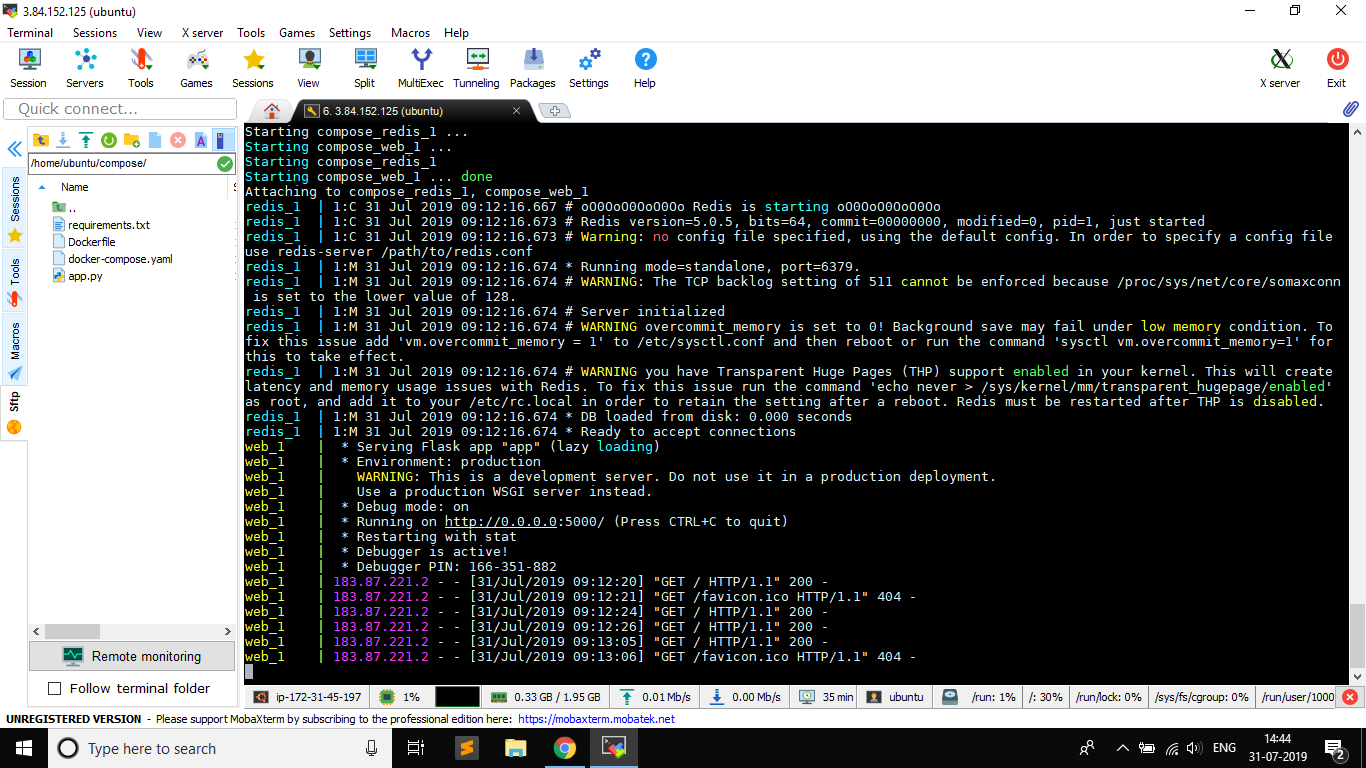 3.84.152.125 (ubuntu)
Terminal Sessions View X server Tools Games Settings Macros Help
Session Servers Tools Games Sessions View Split MultiExec Tunneling Packages Settings Help X server Exit
Quick connect...
6. 3.84.152.125 (ubuntu)
/home/ubuntu/compose/
Name
..
requirements.txt
Dockerfile
docker-compose.yaml
app.py
Sessions
Tools
Macros
Sftp
Remote monitoring
Follow terminal folder
Starting compose_redis_1 ...
Starting compose_web_1 ...
Starting compose_redis_1
Starting compose_web_1 ... done
Attaching to compose_redis_1, compose_web_1
redis_1 | 1:C 31 Jul 2019 09:12:16.667 # oO0OoO0OoO0Oo Redis is starting oO0OoO0OoO0Oo
redis_1 | 1:C 31 Jul 2019 09:12:16.673 # Redis version=5.0.5, bits=64, commit=00000000, modified=0, pid=1, just started
redis_1 | 1:C 31 Jul 2019 09:12:16.673 # Warning: no config file specified, using the default config. In order to specify a config file
use redis-server /path/to/redis.conf
redis_1 | 1:M 31 Jul 2019 09:12:16.674 * Running mode=standalone, port=6379.
redis_1 | 1:M 31 Jul 2019 09:12:16.674 # WARNING: The TCP backlog setting of 511 cannot be enforced because /proc/sys/net/core/somaxconn
is set to the lower value of 128.
redis_1 | 1:M 31 Jul 2019 09:12:16.674 # Server initialized
redis_1 | 1:M 31 Jul 2019 09:12:16.674 # WARNING overcommit_memory is set to 0! Background save may fail under low memory condition. To
fix this issue add 'vm.overcommit_memory = 1' to /etc/sysctl.conf and then reboot or run the command 'sysctl vm.overcommit_memory=1' for
this to take effect.
redis_1 | 1:M 31 Jul 2019 09:12:16.674 # WARNING you have Transparent Huge Pages (THP) support enabled in your kernel. This will create
latency and memory usage issues with Redis. To fix this issue run the command 'echo never > /sys/kernel/mm/transparent_hugepage/enabled'
as root, and add it to your /etc/rc.local in order to retain the setting after a reboot. Redis must be restarted after THP is disabled.
redis_1 | 1:M 31 Jul 2019 09:12:16.674 * DB loaded from disk: 0.000 seconds
redis_1 | 1:M 31 Jul 2019 09:12:16.674 * Ready to accept connections
web_1 | * Serving Flask app "app" (lazy loading)
web_1 | * Environment: production
web_1 | WARNING: This is a development server. Do not use it in a production deployment.
web_1 | Use a production WSGI server instead.
web_1 | * Debug mode: on
web_1 | * Running on http://0.0.0.0:5000/ (Press CTRL+C to quit)
web_1 | * Restarting with stat
web_1 | * Debugger is active!
web_1 | * Debugger PIN: 166-351-882
web_1 | 183.87.221.2 - - [31/Jul/2019 09:12:20] "GET / HTTP/1.1" 200 -
web_1 | 183.87.221.2 - - [31/Jul/2019 09:12:21] "GET /favicon.ico HTTP/1.1" 404 -
web_1 | 183.87.221.2 - - [31/Jul/2019 09:12:24] "GET / HTTP/1.1" 200 -
web_1 | 183.87.221.2 - - [31/Jul/2019 09:12:26] "GET / HTTP/1.1" 200 -
web_1 | 183.87.221.2 - - [31/Jul/2019 09:13:05] "GET / HTTP/1.1" 200 -
web_1 | 183.87.221.2 - - [31/Jul/2019 09:13:06] "GET /favicon.ico HTTP/1.1" 404 -
ip-172-31-45-197 1% 0.33 GB / 1.95 GB 0.01 Mb/s 0.00 Mb/s 35 min ubuntu /run: 1% /: 30% /run/lock: 0% /sys/fs/cgroup: 0% /run/user/1000
UNREGISTERED VERSION - Please support MobaXterm by subscribing to the professional edition here: https://mobaxterm.mobatek.net
Type here to search
ENG
14:44
31-07-2019
2